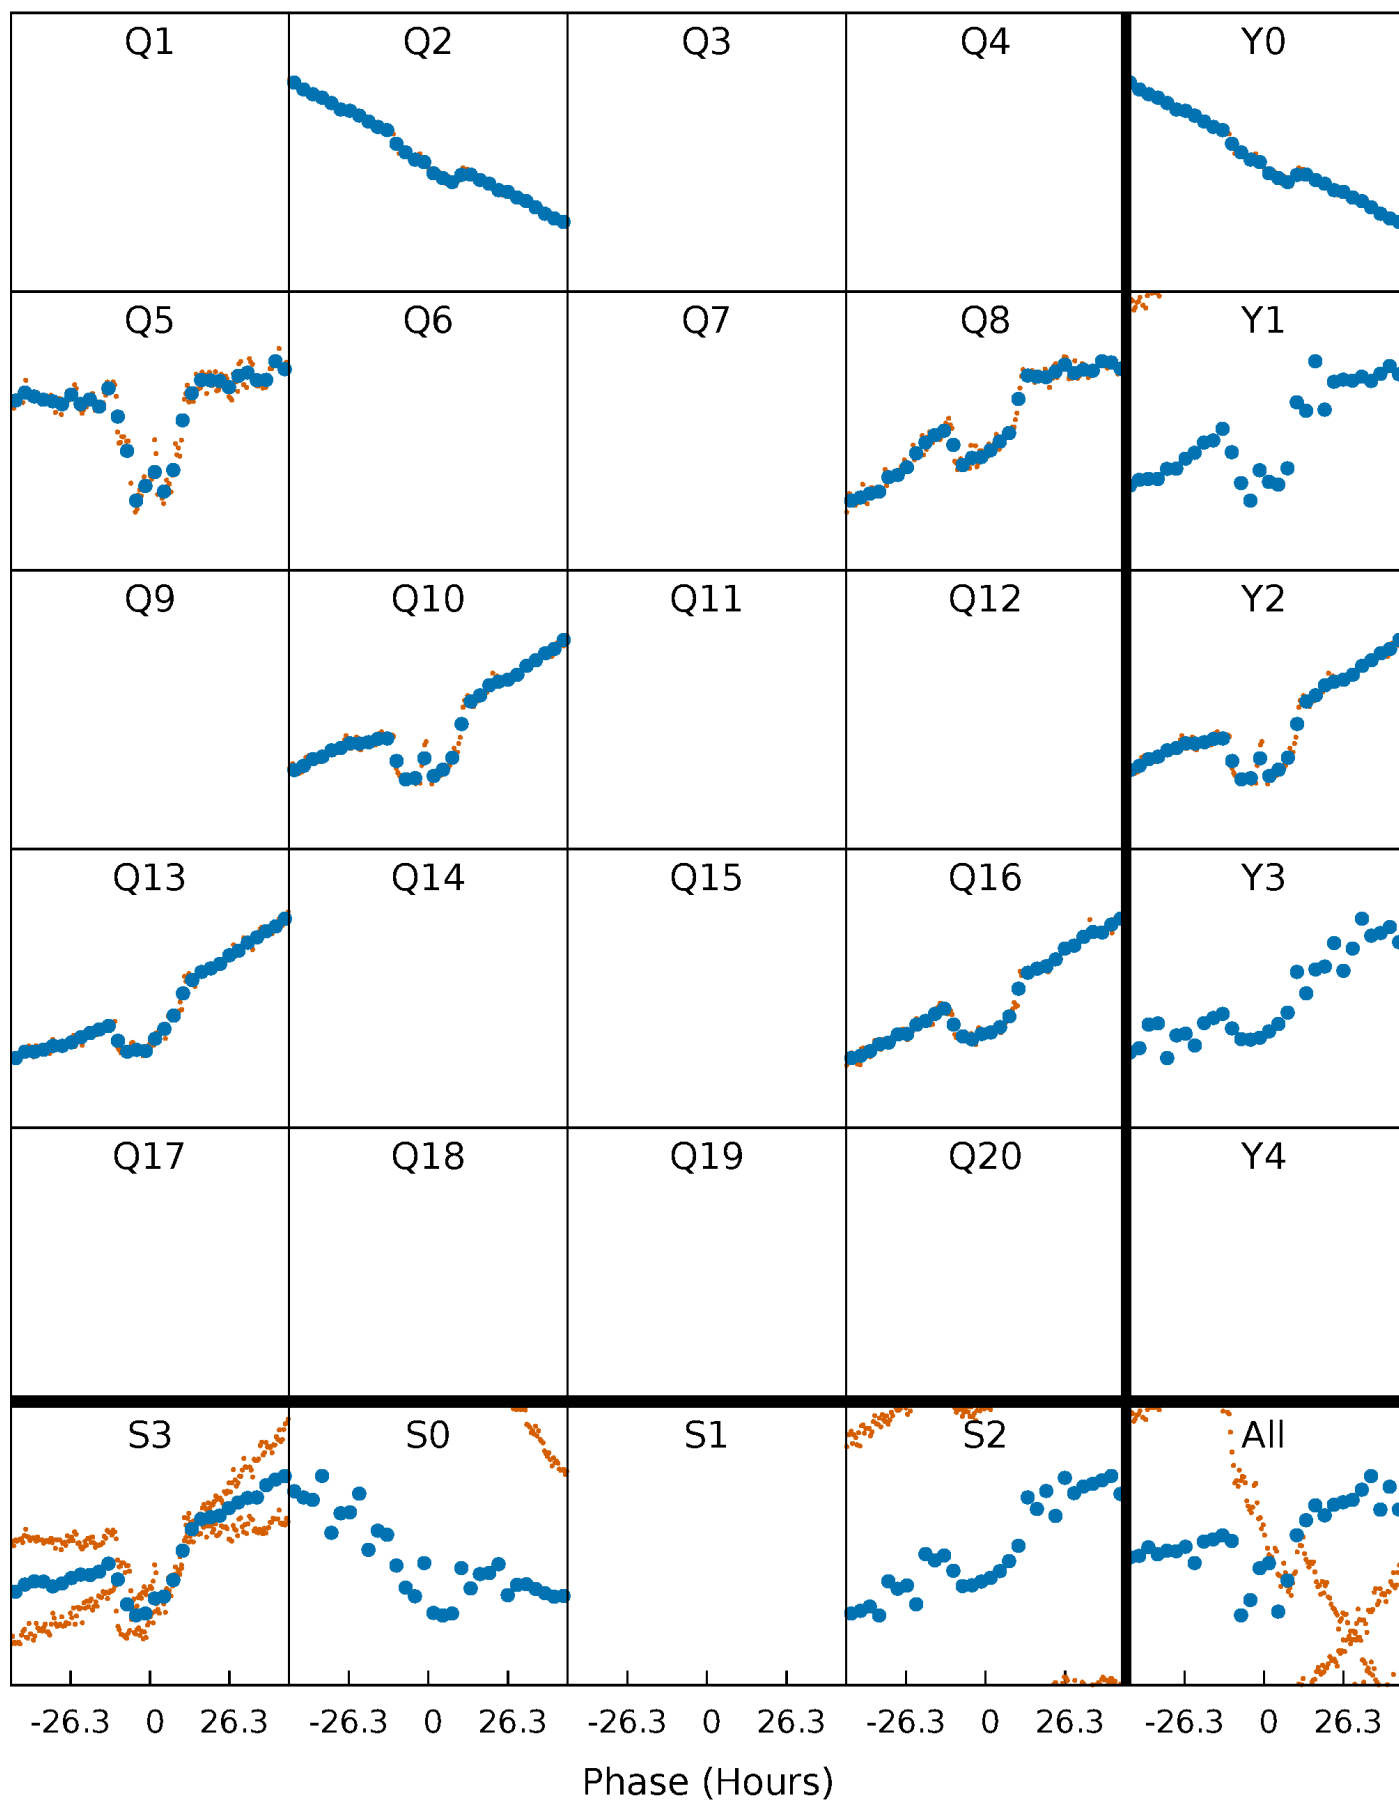 Q1 Q2 Q3 Q4 Y0
Q5 Q6 Q7 Q8 Y1
Q9 Q10 Q11 Q12 Y2
Q13 Q14 Q15 Q16 Y3
Q17 Q18 Q19 Q20 Y4
S3 S0 S1 S2 All
-26.3 0 26.3 -26.3 0 26.3 -26.3 0 26.3 -26.3 0 26.3 -26.3 0 26.3
Phase (Hours)